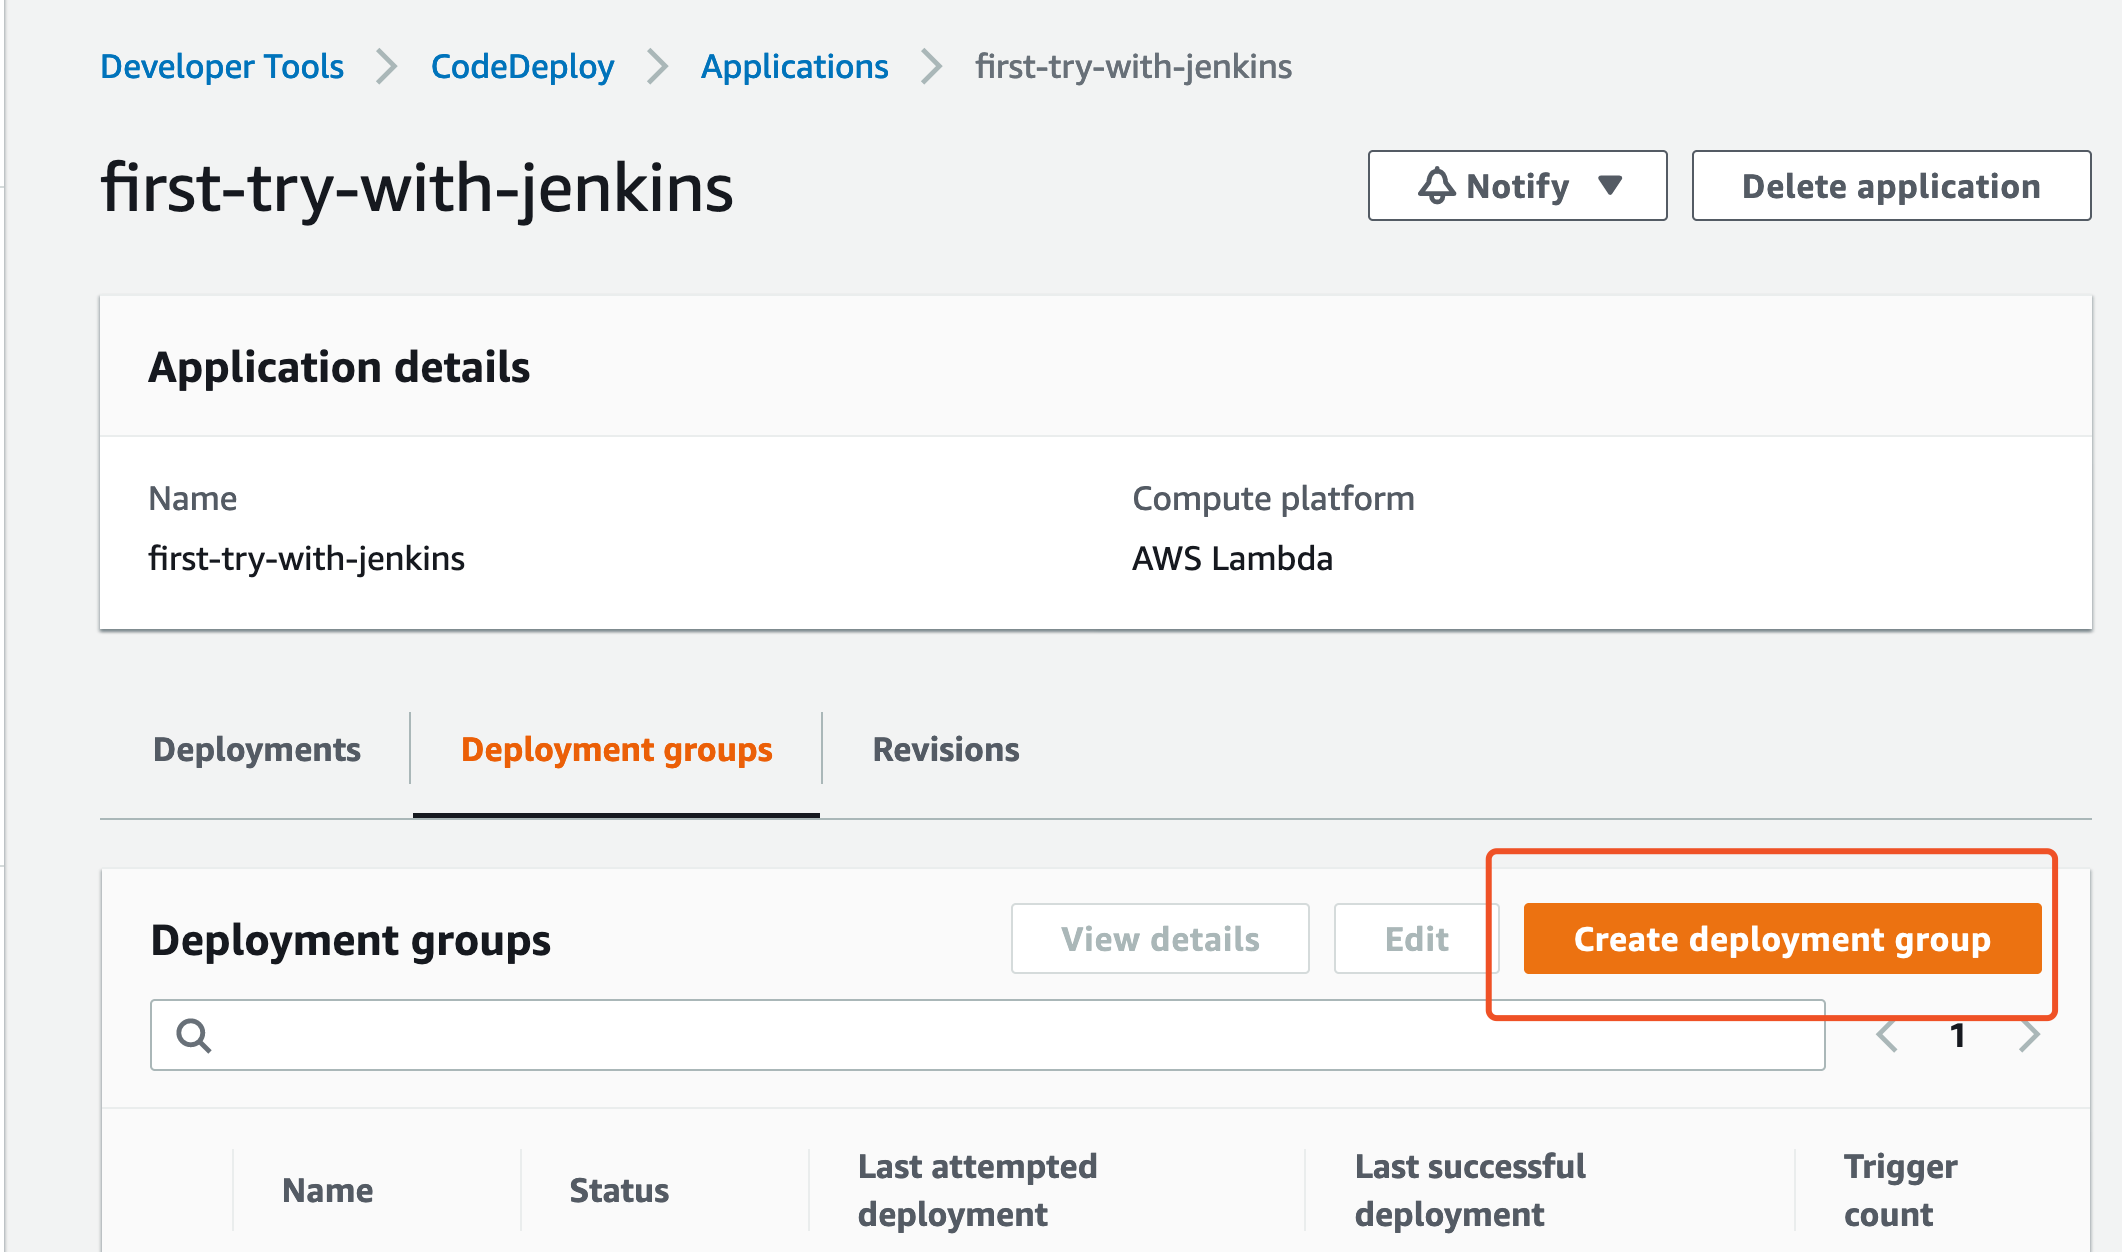 Developer Tools > CodeDeploy > Applications > first-try-with-jenkins
first-try-with-jenkins
Notify
Delete application
Application details
Name
first-try-with-jenkins
Compute platform
AWS Lambda
Deployments
Deployment groups
Revisions
Deployment groups
View details
Edit
Create deployment group
1
Name
Status
Last attempted
deployment
Last successful
deployment
Trigger
count